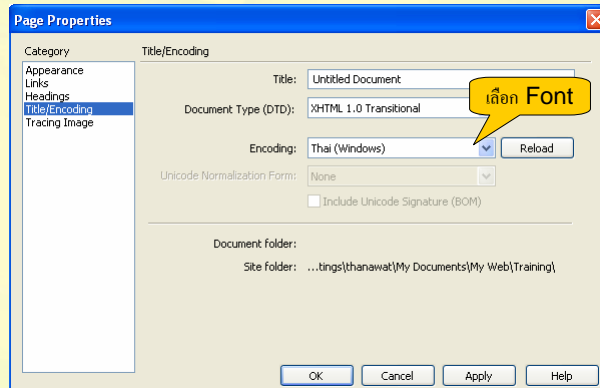 Page Properties
Category
Title/Encoding
Appearance
Links
Headings
Title/Encoding
Tracing Image
Title: Untitled Document
เลือก Font
Document Type (DTD): XHTML 1.0 Transitional
Encoding: Thai (Windows) Reload
Unicode Normalization Form: None
Include Unicode Signature (BOM)
Document folder:
Site folder: ...tings\thanawat\My Documents\My Web\Training\
OK Cancel Apply Help